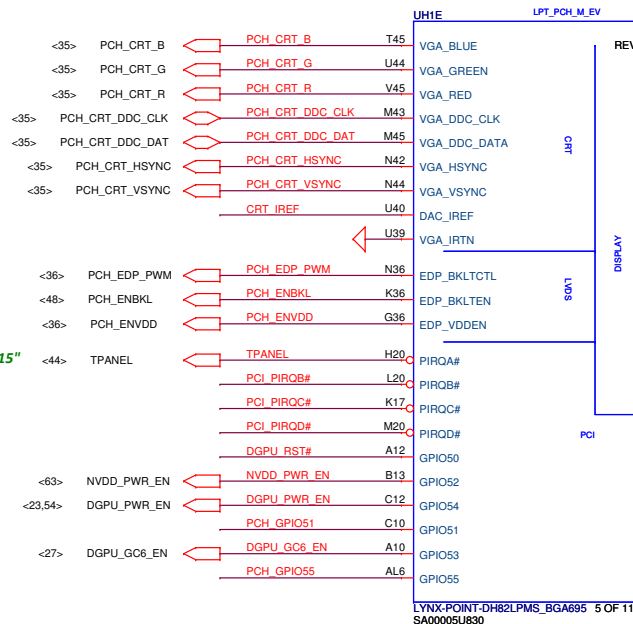 UH1E LPT_PCH_M_EV
<35> PCH_CRT_B PCH_CRT_B T45 VGA_BLUE REV
<35> PCH_CRT_G PCH_CRT_G U44 VGA_GREEN
<35> PCH_CRT_R PCH_CRT_R V45 VGA_RED
<35> PCH_CRT_DDC_CLK PCH_CRT_DDC_CLK M43 VGA_DDC_CLK
<35> PCH_CRT_DDC_DAT PCH_CRT_DDC_DAT M45 VGA_DDC_DATA
CRT
<35> PCH_CRT_HSYNC PCH_CRT_HSYNC N42 VGA_HSYNC
<35> PCH_CRT_VSYNC PCH_CRT_VSYNC N44 VGA_VSYNC
CRT_IREF U40 DAC_IREF
U39 VGA_IRTN
DISPLAY
<36> PCH_EDP_PWM PCH_EDP_PWM N36 EDP_BKLTCTL
LVDS
<48> PCH_ENBKL PCH_ENBKL K36 EDP_BKLTEN
<36> PCH_ENVDD PCH_ENVDD G36 EDP_VDDEN
15" <44> TPANEL TPANEL H20 PIRQA#
PCI_PIRQB# L20 PIRQB#
PCI_PIRQC# K17 PIRQC#
PCI_PIRQD# M20 PIRQD# PCI
DGPU_RST# A12 GPIO50
<63> NVDD_PWR_EN NVDD_PWR_EN B13 GPIO52
<23,54> DGPU_PWR_EN DGPU_PWR_EN C12 GPIO54
PCH_GPIO51 C10 GPIO51
<27> DGPU_GC6_EN DGPU_GC6_EN A10 GPIO53
PCH_GPIO55 AL6 GPIO55
LYNX-POINT-DH82LPMS_BGA695 5 OF 11
SA00005U830